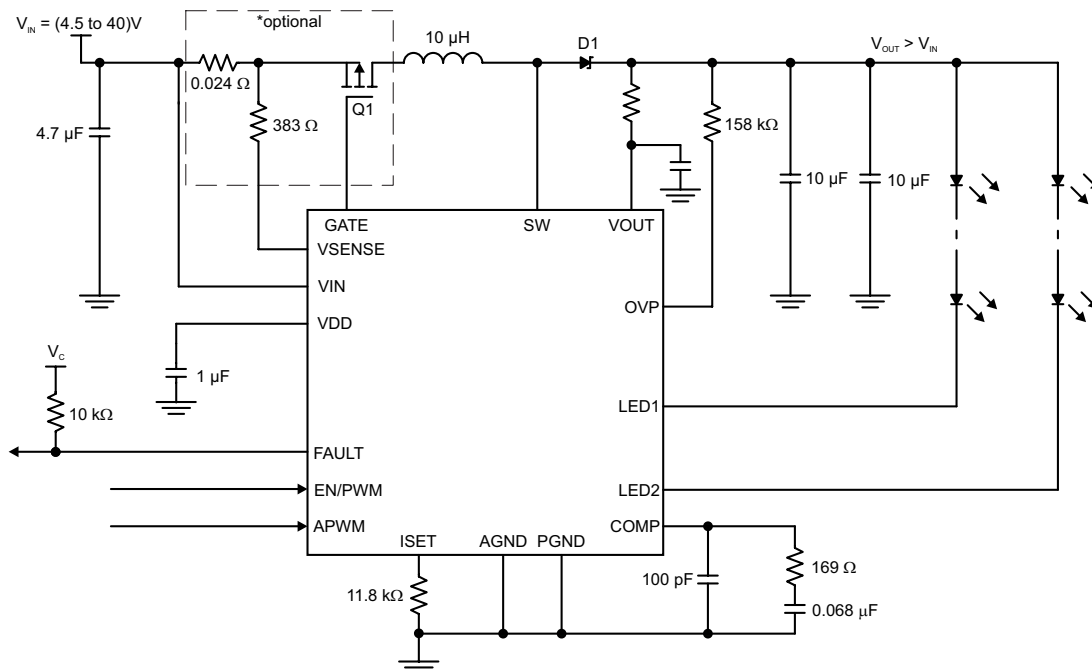 V_IN = (4.5 to 40)V
*optional
10 µH
D1
V_OUT > V_IN
0.024 Ω
Q1
4.7 µF
383 Ω
158 kΩ
10 µF
10 µF
GATE
SW
VOUT
VSENSE
VIN
OVP
VDD
V_C
1 µF
10 kΩ
LED1
FAULT
EN/PWM
LED2
APWM
COMP
ISET
AGND
PGND
11.8 kΩ
100 pF
169 Ω
0.068 µF